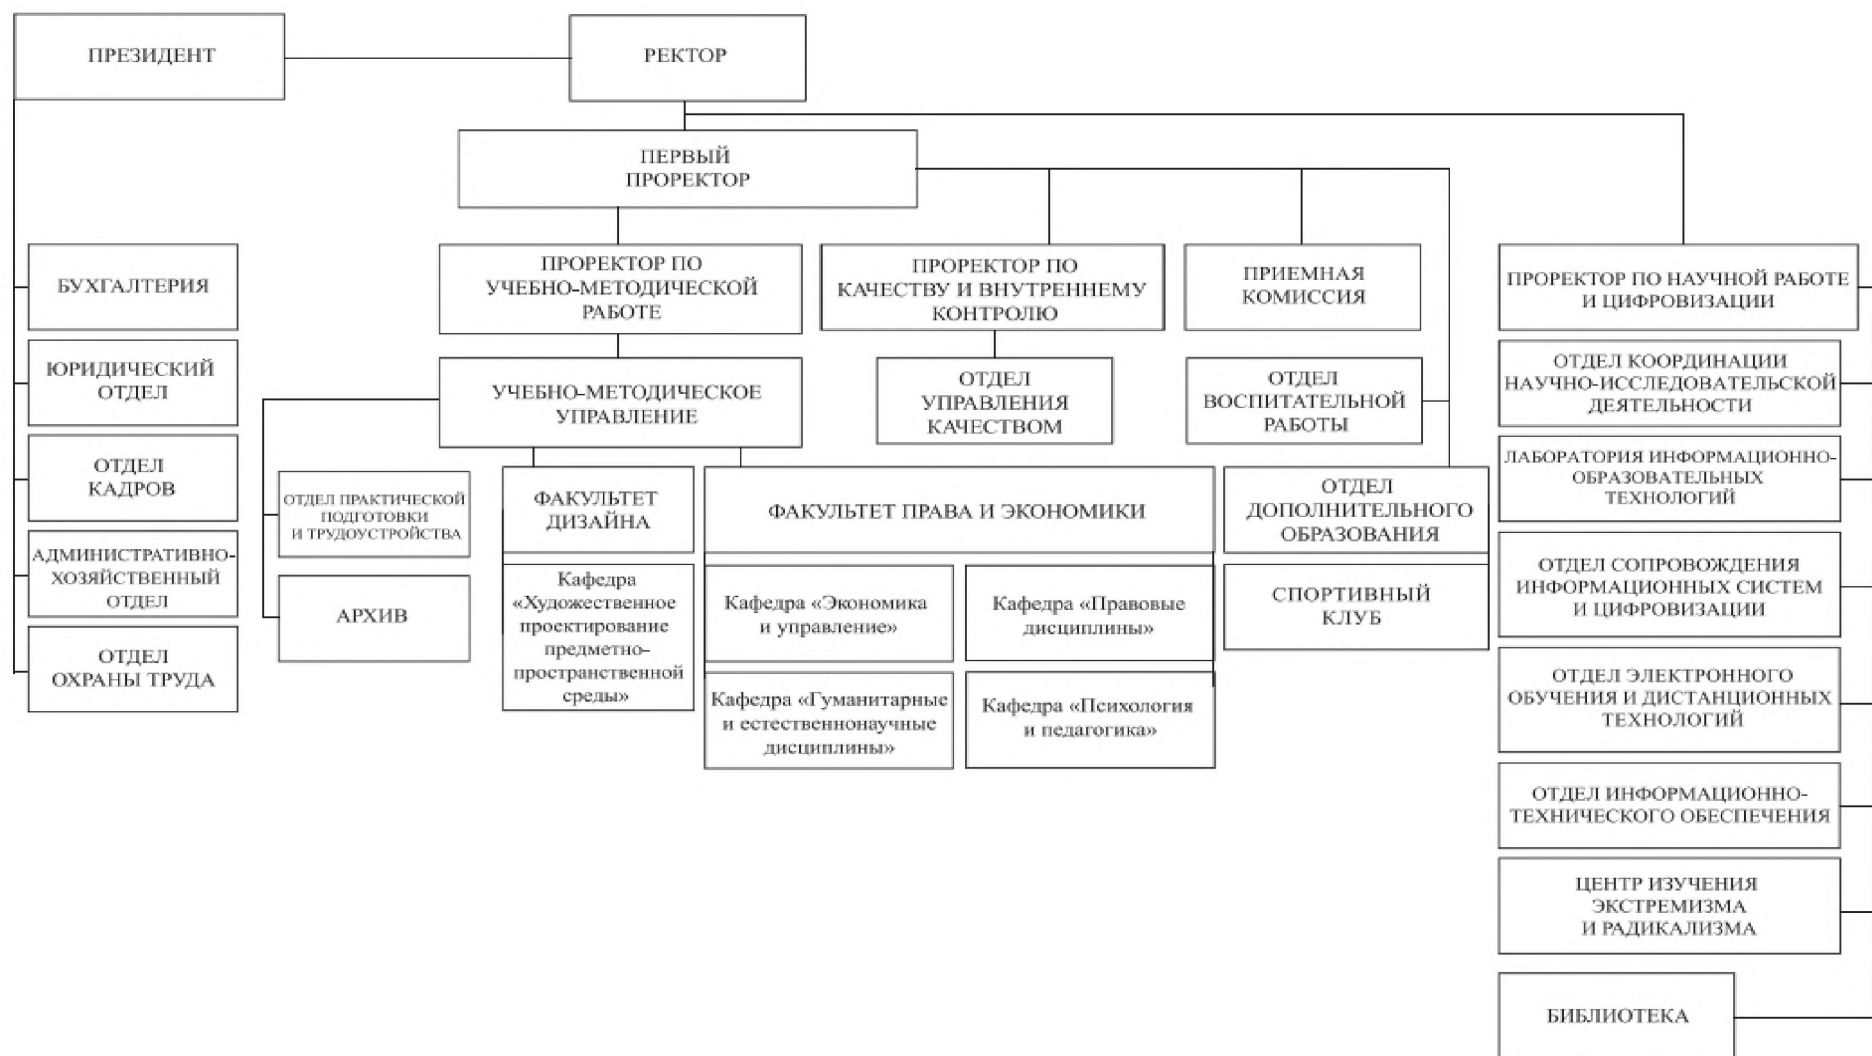 ПРЕЗИДЕНТ
РЕКТОР
ПЕРВЫЙ
ПРОРЕКТОР
БУХГАЛТЕРИЯ
ЮРИДИЧЕСКИЙ
ОТДЕЛ
ОТДЕЛ
КАДРОВ
АДМИНИСТРАТИВНО-
ХОЗЯЙСТВЕННЫЙ
ОТДЕЛ
ОТДЕЛ
ОХРАНЫ ТРУДА
ПРОРЕКТОР ПО
УЧЕБНО-МЕТОДИЧЕСКОЙ
РАБОТЕ
УЧЕБНО-МЕТОДИЧЕСКОЕ
УПРАВЛЕНИЕ
ОТДЕЛ ПРАКТИЧЕСКОЙ
ПОДГОТОВКИ
И ТРУДОУСТРОЙСТВА
АРХИВ
ФАКУЛЬТЕТ
ДИЗАЙНА
Кафедра
«Художественное
проектирование
предметно-
пространственной
среды»
ФАКУЛЬТЕТ ПРАВА И ЭКОНОМИКИ
Кафедра «Экономика
и управление»
Кафедра «Правовые
дисциплины»
Кафедра «Гуманитарные
и естественнонаучные
дисциплины»
Кафедра «Психология
и педагогика»
ПРОРЕКТОР ПО
КАЧЕСТВУ И ВНУТРЕННЕМУ
КОНТРОЛЮ
ОТДЕЛ
УПРАВЛЕНИЯ
КАЧЕСТВОМ
ПРИЕМНАЯ
КОМИССИЯ
ОТДЕЛ
ВОСПИТАТЕЛЬНОЙ
РАБОТЫ
ОТДЕЛ
ДОПОЛНИТЕЛЬНОГО
ОБРАЗОВАНИЯ
СПОРТИВНЫЙ
КЛУБ
ПРОРЕКТОР ПО НАУЧНОЙ РАБОТЕ
И ЦИФРОВИЗАЦИИ
ОТДЕЛ КООРДИНАЦИИ
НАУЧНО-ИССЛЕДОВАТЕЛЬСКОЙ
ДЕЯТЕЛЬНОСТИ
ЛАБОРАТОРИЯ ИНФОРМАЦИОННО-
ОБРАЗОВАТЕЛЬНЫХ
ТЕХНОЛОГИЙ
ОТДЕЛ СОПРОВОЖДЕНИЯ
ИНФОРМАЦИОННЫХ СИСТЕМ
И ЦИФРОВИЗАЦИИ
ОТДЕЛ ЭЛЕКТРОННОГО
ОБУЧЕНИЯ И ДИСТАНЦИОННЫХ
ТЕХНОЛОГИЙ
ОТДЕЛ ИНФОРМАЦИОННО-
ТЕХНИЧЕСКОГО ОБЕСПЕЧЕНИЯ
ЦЕНТР ИЗУЧЕНИЯ
ЭКСТРЕМИЗМА
И РАДИКАЛИЗМА
БИБЛИОТЕКА